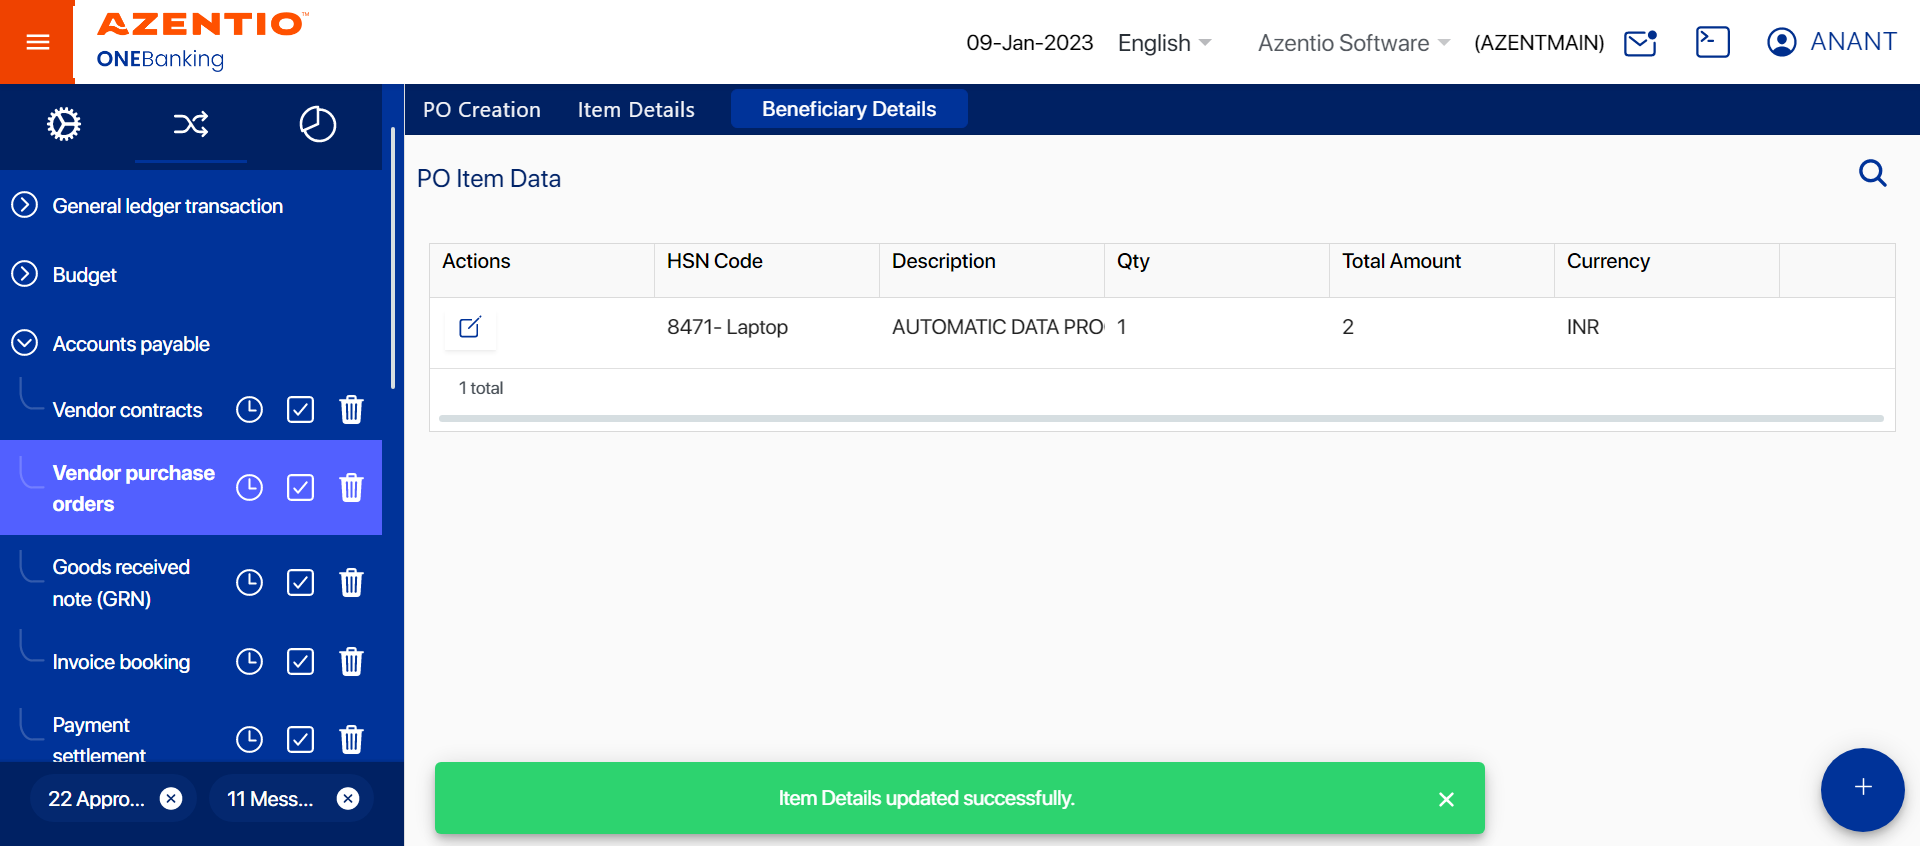 AZENTIO™
ONEBanking
09-Jan-2023 English Azentio Software (AZENTMAIN) ANANT
PO Creation Item Details Beneficiary Details
General ledger transaction
Budget
Accounts payable
Vendor contracts
Vendor purchase
orders
Goods received
note (GRN)
Invoice booking
Payment
settlement
22 Appro...
11 Mess...
PO Item Data
Actions HSN Code Description Qty Total Amount Currency
8471- Laptop AUTOMATIC DATA PRO 1 2 INR
1 total
Item Details updated successfully.